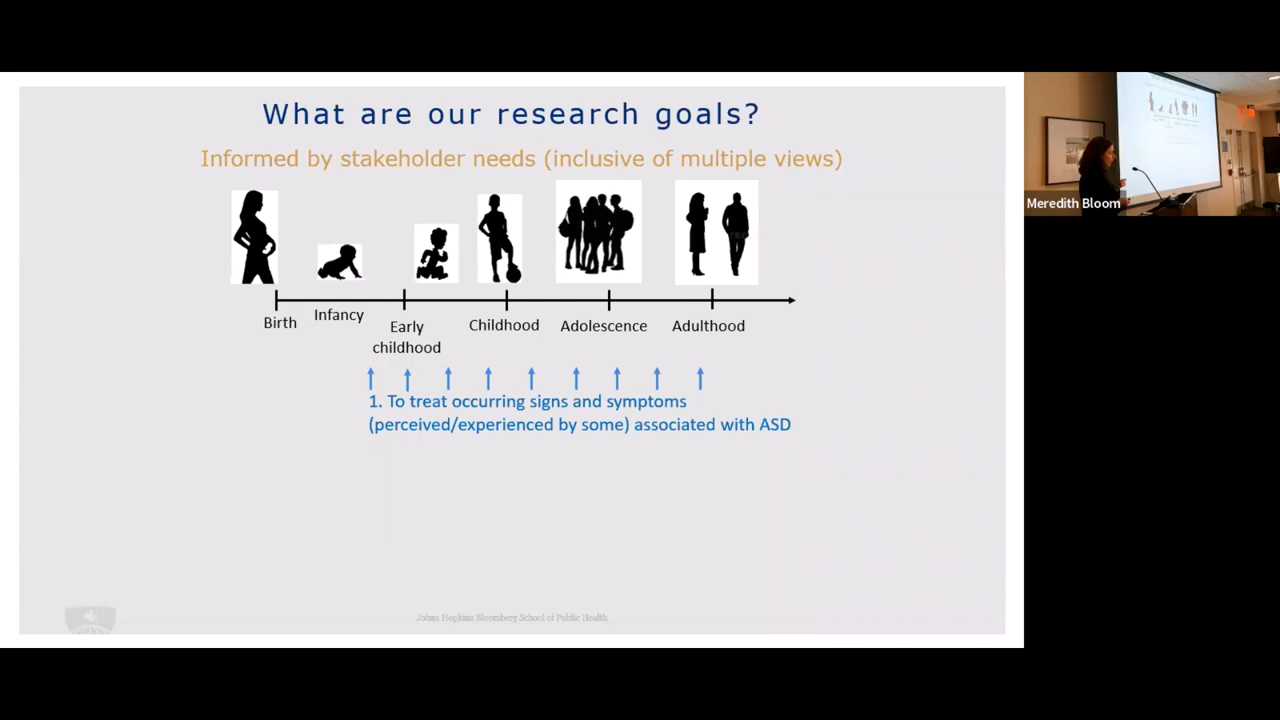 What are our research goals?
Informed by stakeholder needs (inclusive of multiple views)
Birth
Infancy
Early
childhood
Childhood
Adolescence
Adulthood
1. To treat occurring signs and symptoms
(perceived/experienced by some) associated with ASD
Johns Hopkins Bloomberg School of Public Health
Meredith Bloom